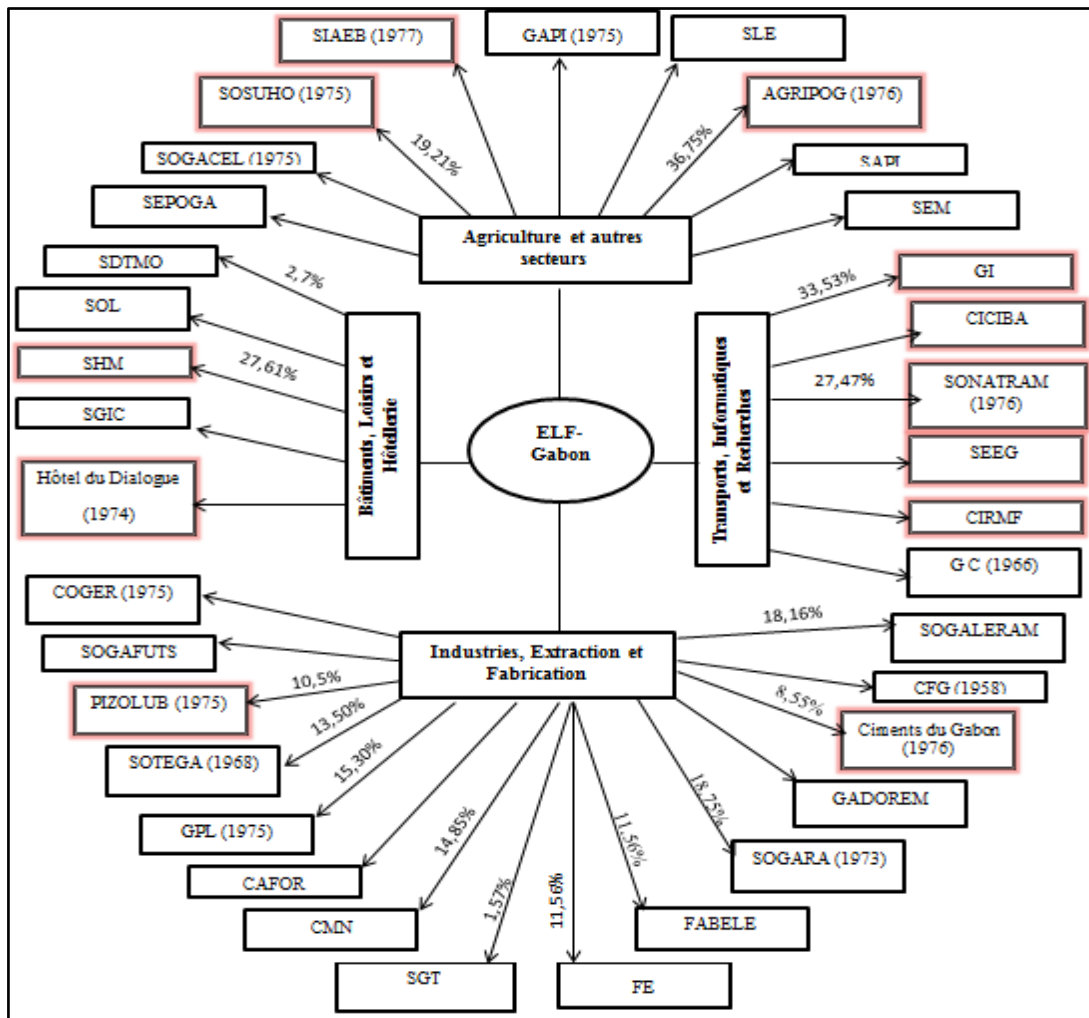 SIAEB (1977)
GAPI (1975)
SLE
SOSUHO (1975)
AGRIPOG (1976)
19,21%
36,75%
SOGACEL (1975)
SAPI
SEPOGA
SEM
Agriculture et autres
secteurs
SDTMO
2,7%
GI
33,53%
SOL
CICIBA
SHM
27,61%
27,47%
SONATRAM
(1976)
SGIC
SEEG
Bâtiments, Loisirs et
Hôtellerie
ELF-
Gabon
Transports, Informatiques
et Recherches
Hôtel du Dialogue
(1974)
CIRMF
G C (1966)
COGER (1975)
18,16%
SOGALERAM
SOGAFUTS
Industries, Extraction et
Fabrication
CFG (1958)
PIZOLUB (1975)
10,5%
8,55%
Ciments du Gabon
(1976)
SOTEGA (1968)
13,50%
GADOREM
GPL (1975)
15,30%
18,75%
SOGARA (1973)
CAFOR
14,85%
11,56%
CMN
FABELE
1,57%
11,56%
SGT
FE